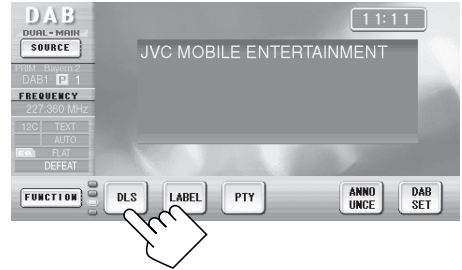 DAB
DUAL-MAIN
11:11
SOURCE
JVC MOBILE ENTERTAINMENT
PRIM Bayern 2
DAB1 P 1
FREQUENCY
227.360 MHz
12C TEXT
AUTO
EQ FLAT
DEFEAT
FUNCTION
DLS
LABEL
PTY
ANNO
UNCE
DAB
SET